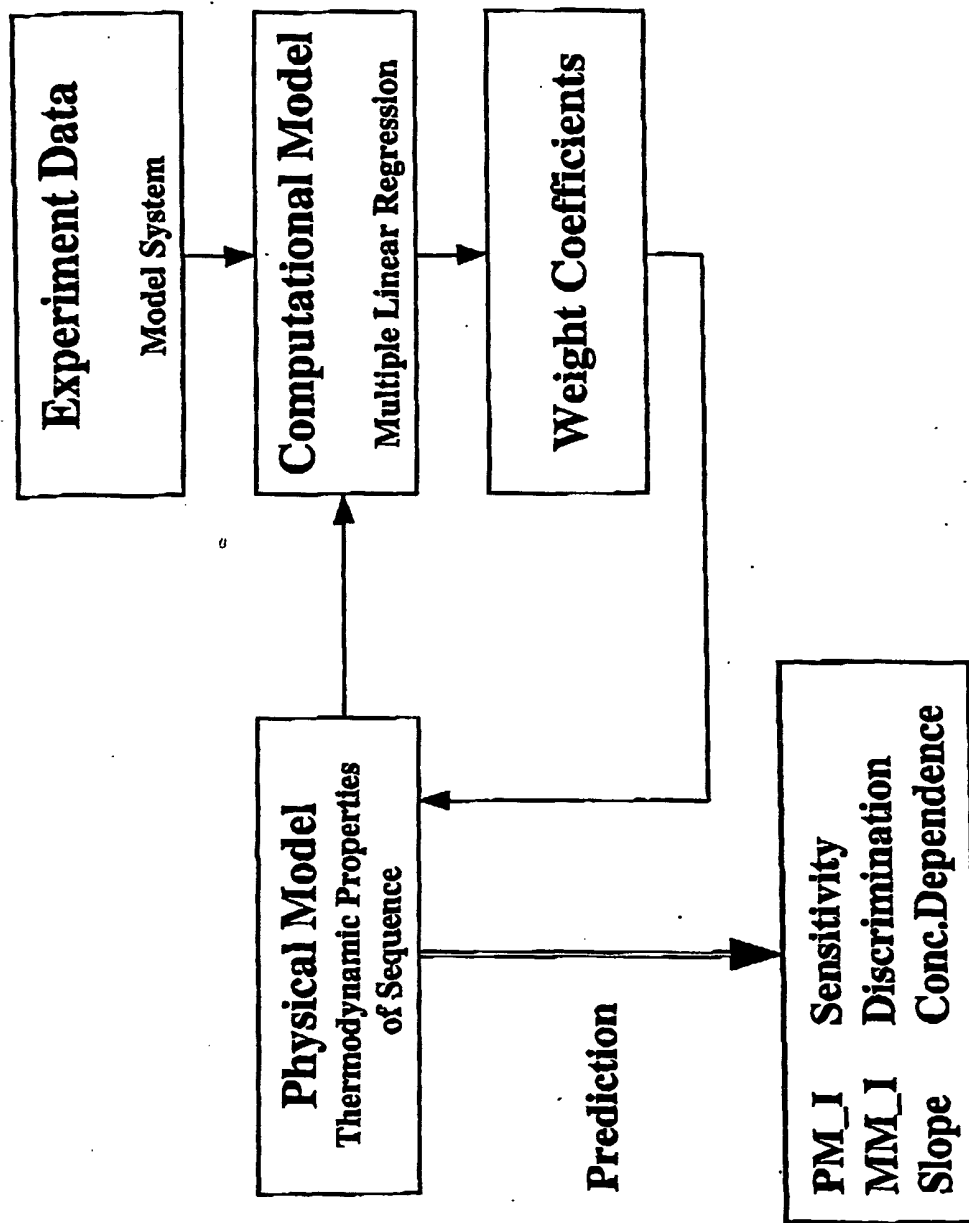 Experiment Data
Model System
Physical Model
Thermodynamic Properties
of Sequence
Computational Model
Multiple Linear Regression
Weight Coefficients
Prediction
PM_I Sensitivity
MM_I Discrimination
Slope Conc.Dependence